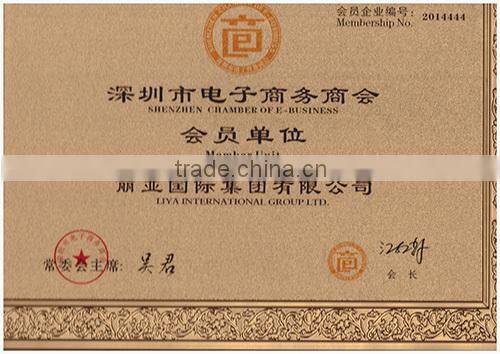 会员企业编号: 2014444
Membership No.
深圳市电子商务商会
SHENZHEN CHAMBER OF E-BUSINESS
会员单位
Member Unit
trade.china.cn
丽亚国际集团有限公司
LIYA INTERNATIONAL GROUP LTD.
常委会主席: 吴君
会 长